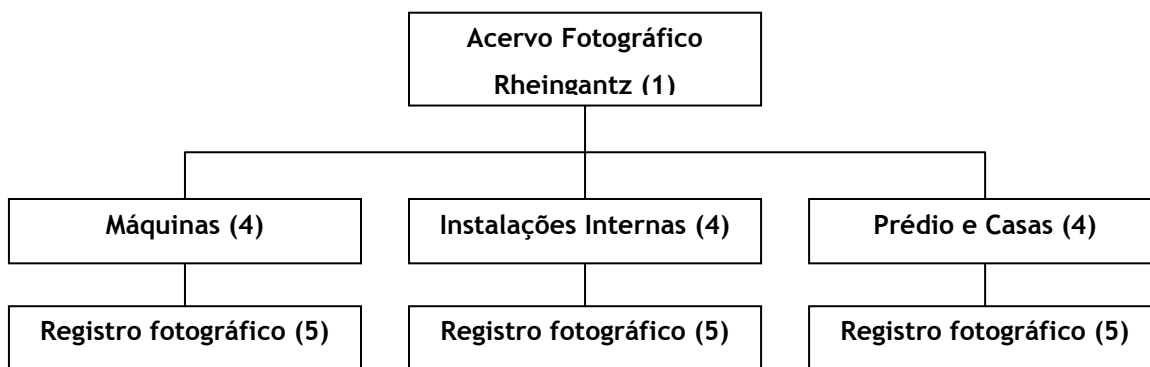 Acervo Fotográfico
Rheingantz (1)
Máquinas (4)
Instalações Internas (4)
Prédio e Casas (4)
Registro fotográfico (5)
Registro fotográfico (5)
Registro fotográfico (5)